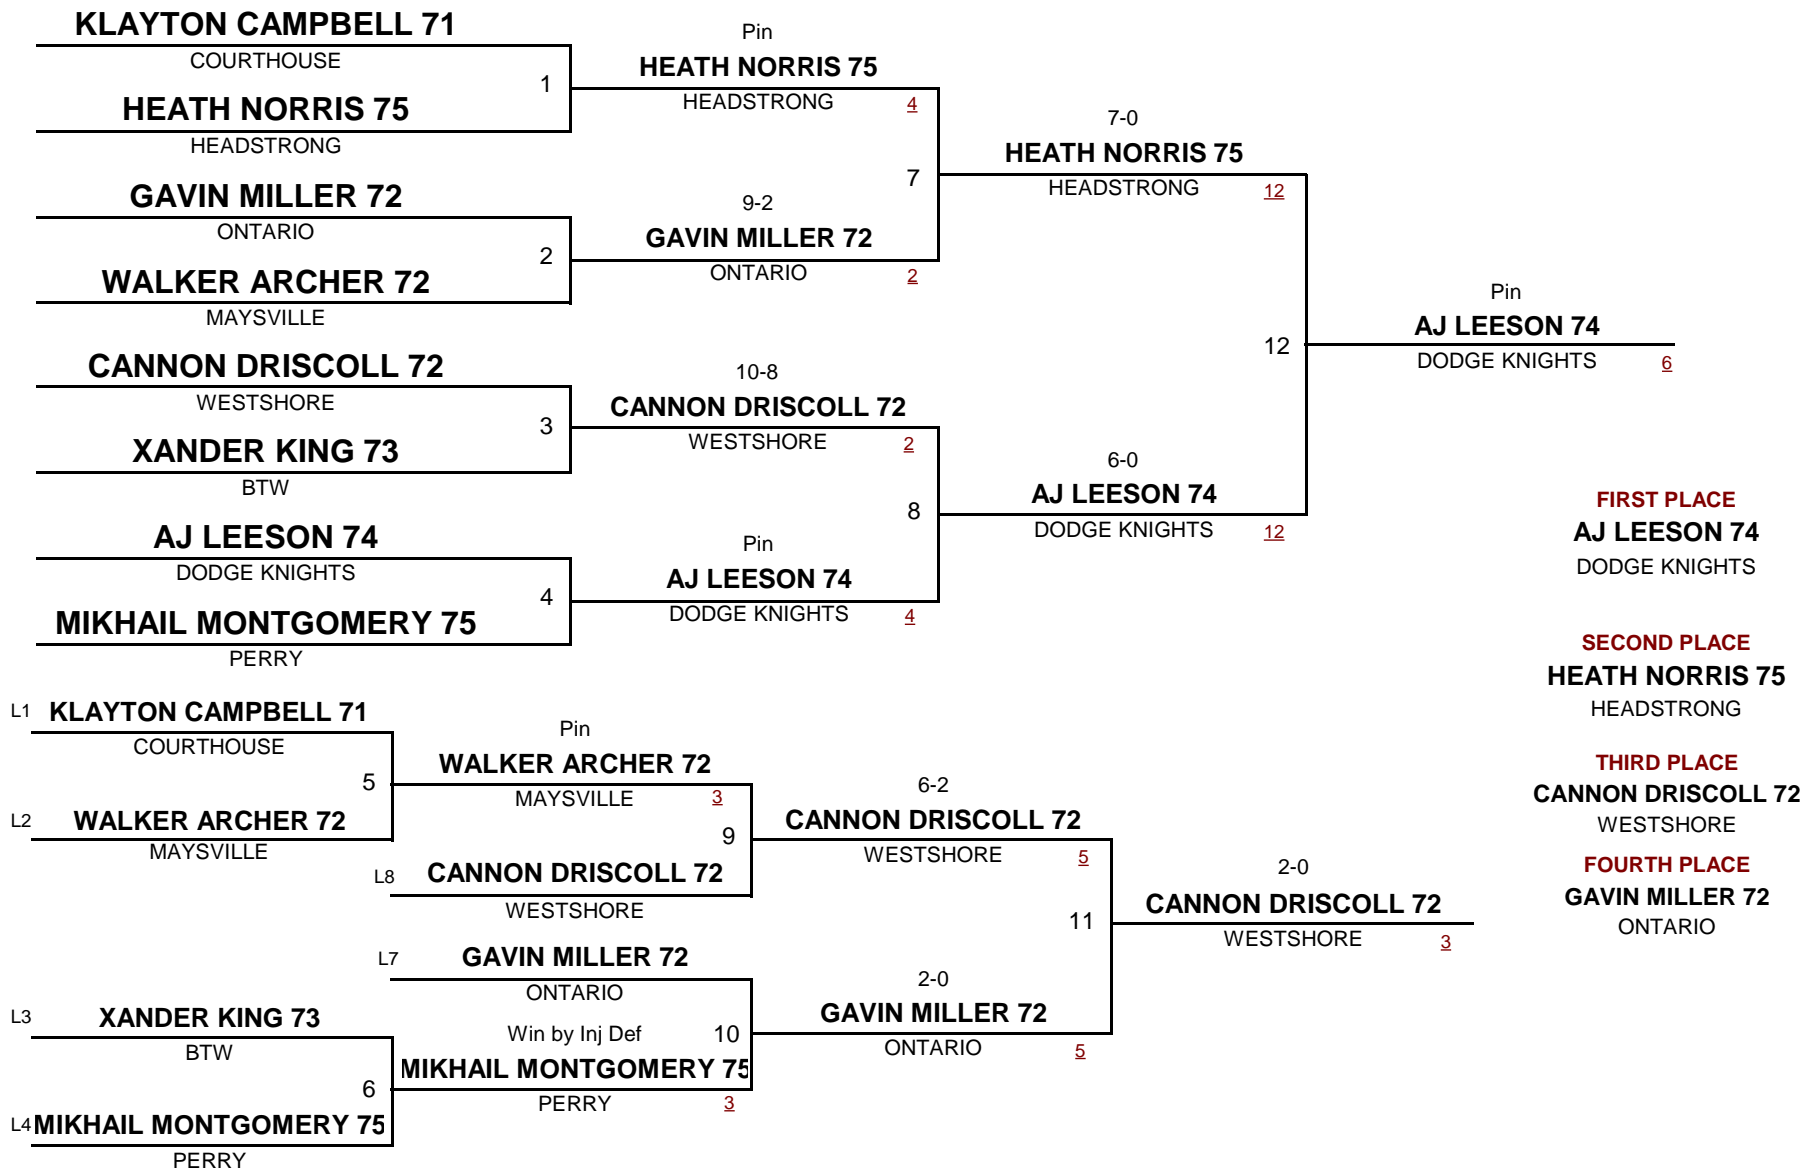 KLAYTON CAMPBELL 71
COURTHOUSE
1
HEATH NORRIS 75
HEADSTRONG
GAVIN MILLER 72
ONTARIO
2
WALKER ARCHER 72
MAYSVILLE
CANNON DRISCOLL 72
WESTSHORE
3
XANDER KING 73
BTW
AJ LEESON 74
DODGE KNIGHTS
4
MIKHAIL MONTGOMERY 75
PERRY
Pin
HEATH NORRIS 75
HEADSTRONG 4
7
9-2
GAVIN MILLER 72
ONTARIO 2
10-8
CANNON DRISCOLL 72
WESTSHORE 2
8
Pin
AJ LEESON 74
DODGE KNIGHTS 4
7-0
HEATH NORRIS 75
HEADSTRONG 12
12
6-0
AJ LEESON 74
DODGE KNIGHTS 12
Pin
AJ LEESON 74
DODGE KNIGHTS 6
FIRST PLACE
AJ LEESON 74
DODGE KNIGHTS
SECOND PLACE
HEATH NORRIS 75
HEADSTRONG
THIRD PLACE
CANNON DRISCOLL 72
WESTSHORE
FOURTH PLACE
GAVIN MILLER 72
ONTARIO
L1 KLAYTON CAMPBELL 71
COURTHOUSE
5
L2 WALKER ARCHER 72
MAYSVILLE
Pin
WALKER ARCHER 72
MAYSVILLE 3
9
L8 CANNON DRISCOLL 72
WESTSHORE
L7 GAVIN MILLER 72
ONTARIO
L3 XANDER KING 73
BTW
6
L4 MIKHAIL MONTGOMERY 75
PERRY
Win by Inj Def 10
MIKHAIL MONTGOMERY 75
PERRY 3
6-2
CANNON DRISCOLL 72
WESTSHORE 5
11
2-0
GAVIN MILLER 72
ONTARIO 5
2-0
CANNON DRISCOLL 72
WESTSHORE 3